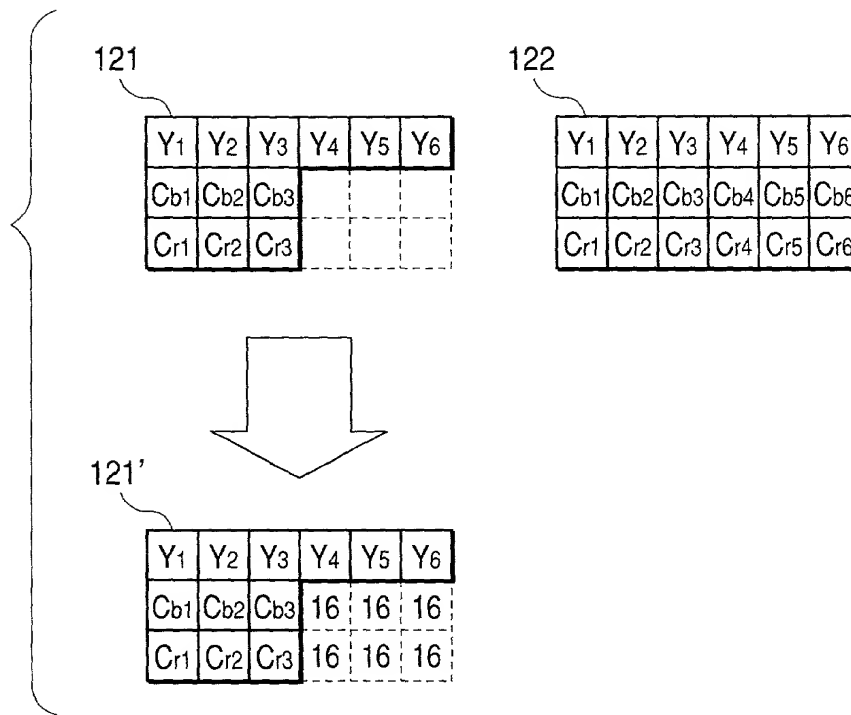 121 122
Y1 Y2 Y3 Y4 Y5 Y6 Y1 Y2 Y3 Y4 Y5 Y6
Cb1 Cb2 Cb3 Cb1 Cb2 Cb3 Cb4 Cb5 Cb6
Cr1 Cr2 Cr3 Cr1 Cr2 Cr3 Cr4 Cr5 Cr6
121'
Y1 Y2 Y3 Y4 Y5 Y6
Cb1 Cb2 Cb3 16 16 16
Cr1 Cr2 Cr3 16 16 16